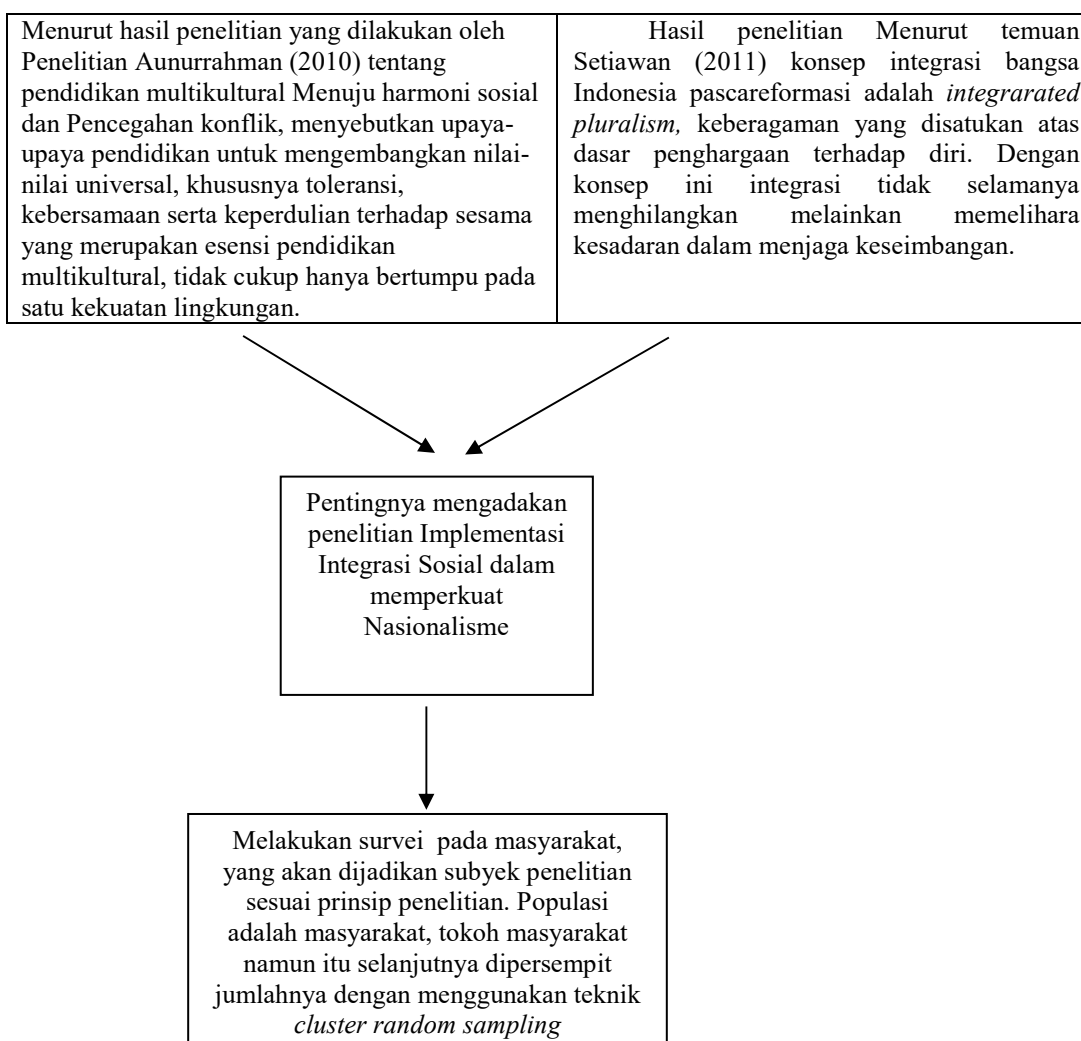 Menurut hasil penelitian yang dilakukan oleh
Penelitian Aunurrahman (2010) tentang
pendidikan multikultural Menuju harmoni sosial
dan Pencegahan konflik, menyebutkan upaya-
upaya pendidikan untuk mengembangkan nilai-
nilai universal, khususnya toleransi,
kebersamaan serta keperdulian terhadap sesama
yang merupakan esensi pendidikan
multikultural, tidak cukup hanya bertumpu pada
satu kekuatan lingkungan.
Hasil penelitian Menurut temuan
Setiawan (2011) konsep integrasi bangsa
Indonesia pascareformasi adalah integrarated
pluralism, keberagaman yang disatukan atas
dasar penghargaan terhadap diri. Dengan
konsep ini integrasi tidak selamanya
menghilangkan melainkan memelihara
kesadaran dalam menjaga keseimbangan.
Pentingnya mengadakan
penelitian Implementasi
Integrasi Sosial dalam
memperkuat
Nasionalisme
Melakukan survei pada masyarakat,
yang akan dijadikan subyek penelitian
sesuai prinsip penelitian. Populasi
adalah masyarakat, tokoh masyarakat
namun itu selanjutnya dipersempit
jumlahnya dengan menggunakan teknik
cluster random sampling